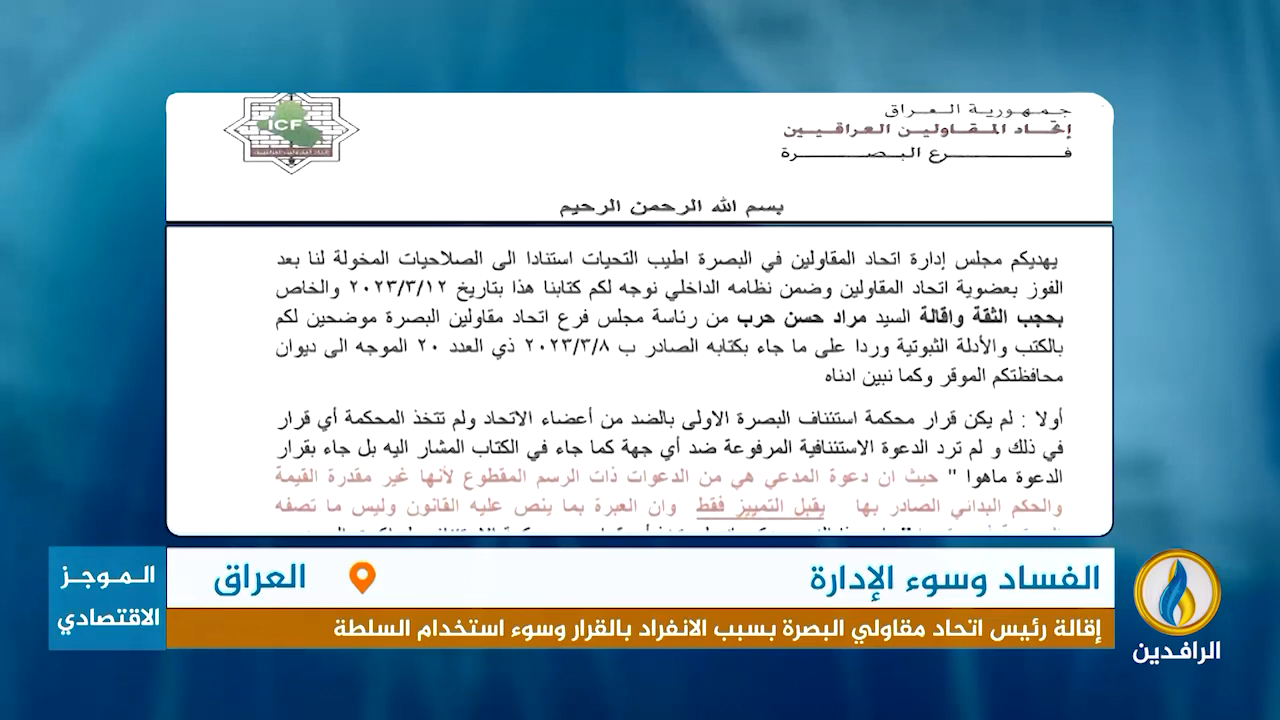 جمهورية العراق
إتحاد المقاولين العراقيين
فرع البصرة
ICF
بسم الله الرحمن الرحيم
يهديكم مجلس إدارة اتحاد المقاولين في البصرة اطيب التحيات استنادا الى الصلاحيات المخولة لنا بعد
الفوز بعضوية اتحاد المقاولين وضمن نظامه الداخلي نوجه لكم كتابنا هذا بتاريخ ٢٠٢٣/٣/١٢ والخاص
بحجب الثقة واقالة السيد مراد حسن حرب من رئاسة مجلس فرع اتحاد مقاولين البصرة موضحين لكم
بالكتب والأدلة الثبوتية وردا على ما جاء بكتابه الصادر ب ٢٠٢٣/٣/٨ ذي العدد ٢٠ الموجه الى ديوان
محافظتكم الموقر وكما نبين ادناه
أولا : لم يكن قرار محكمة استئناف البصرة الاولى بالضد من أعضاء الاتحاد ولم تتخذ المحكمة أي قرار
في ذلك و لم ترد الدعوة الاستئنافية المرفوعة ضد أي جهة كما جاء في الكتاب المشار اليه بل جاء بقرار
الدعوة ماهوا " حيث ان دعوة المدعي هي من الدعوات ذات الرسم المقطوع لأنها غير مقدرة القيمة
والحكم البدائي الصادر بها يقبل التمييز فقط وان العبرة بما ينص عليه القانون وليس ما تصفه
الفساد وسوء الإدارة
العراق
إقالة رئيس اتحاد مقاولي البصرة بسبب الانفراد بالقرار وسوء استخدام السلطة
الموجز
الاقتصادي
الرافدين